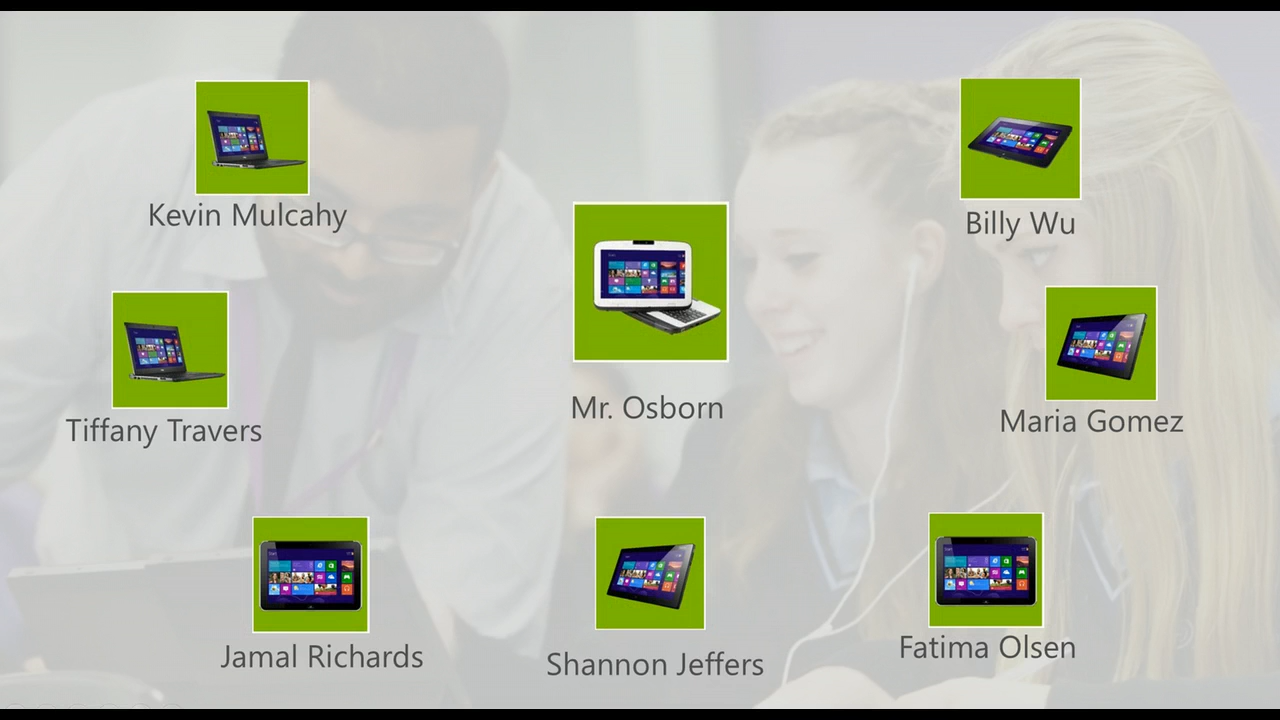 Kevin Mulcahy
Billy Wu
Mr. Osborn
Tiffany Travers
Maria Gomez
Jamal Richards
Shannon Jeffers
Fatima Olsen